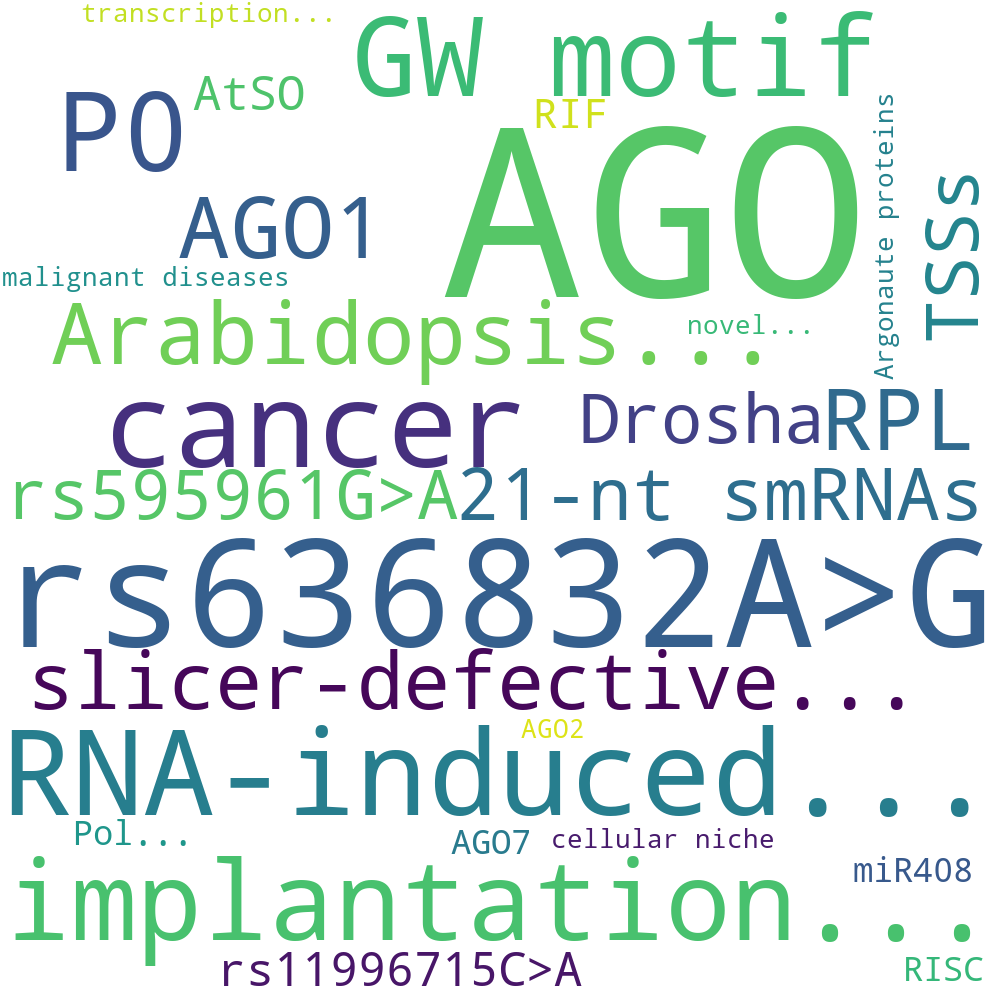 transcription...
GW motif
AtSO
P0
RIF
AGO
Argonaute proteins
TSSs
AGO1
malignant diseases
Arabidopsis...
novel...
cancer
Drosha
RPL
rs595961G>A
21-nt smRNAs
rs636832A>G
slicer-defective...
AGO2
RNA-induced...
Pol...
AGO7
cellular niche
implantation...
miR408
rs11996715C>A
RISC